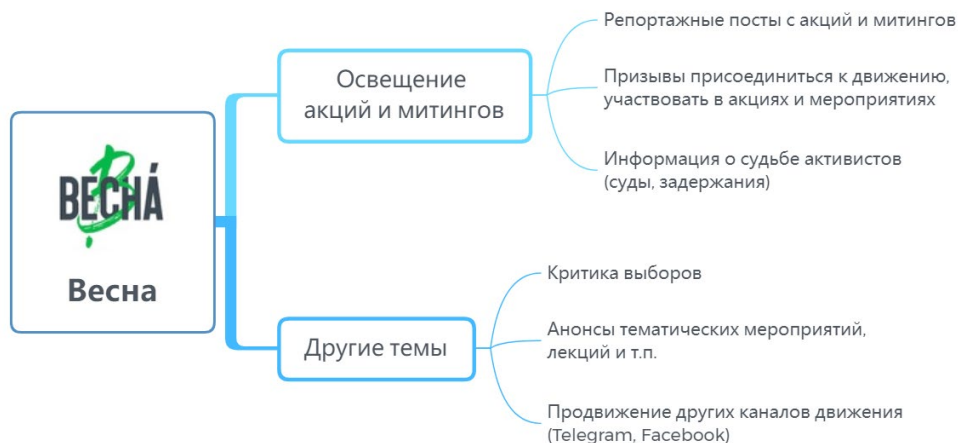 ВЕСНА́
Весна
Освещение
акций и митингов
Репортажные посты с акций и митингов
Призывы присоединиться к движению,
участвовать в акциях и мероприятиях
Информация о судьбе активистов
(суды, задержания)
Другие темы
Критика выборов
Анонсы тематических мероприятий,
лекций и т.п.
Продвижение других каналов движения
(Telegram, Facebook)